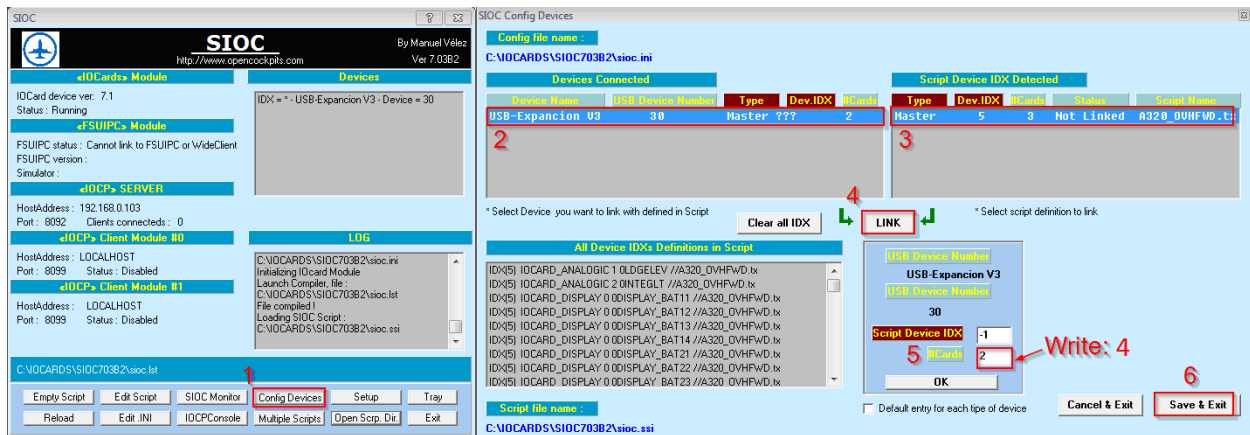 SIOC
SIOC
By Manuel Vélez
http://www.opencockpits.com
Ver 7.03B2
«IOCards» Module
IOCard device ver: 7.1
Status : Running
«FSUIPC» Module
FSUIPC status : Cannot link to FSUIPC or WideClient
FSUIPC version :
Simulator :
«IOCP» SERVER
HostAddress : 192.168.0.103
Port : 8092 Clients connecteds : 0
«IOCP» Client Module #0
HostAddress : LOCALHOST
Port : 8099 Status : Disabled
«IOCP» Client Module #1
HostAddress : LOCALHOST
Port : 8099 Status : Disabled
Devices
IDX = * - USB-Expancion V3 - Device = 30
LOG
C:\IOCARDS\SIOC703B2\sioc.ini
Initializing IOcard Module
Launch Compiler, file :
C:\IOCARDS\SIOC703B2\sioc.lst
File compiled !
Loading SIOC Script :
C:\IOCARDS\SIOC703B2\sioc.ssi
C:\IOCARDS\SIOC703B2\sioc.lst
1
Empty Script Edit Script SIOC Monitor Config Devices Setup Tray
Reload Edit .INI IOCPConsole Multiple Scripts Open Scrp. Dir. Exit
SIOC Config Devices
Config file name :
C:\IOCARDS\SIOC703B2\sioc.ini
Devices Connected
Device Name USB Device Number Type Dev.IDX #Cards
USB-Expancion V3 30 Master ??? 2
2
Script Device IDX Detected
Type Dev.IDX #Cards Status Script Name
Master 5 3 Not Linked A320_OVHFWD.tx
3
* Select Device you want to link with defined in Script
Clear all IDX
4
LINK
* Select script definition to link
All Device IDXs Definitions in Script
IDX(5) IOCARD_ANALOGIC 1 0LDGELEV //A320_OVHFWD.tx
IDX(5) IOCARD_ANALOGIC 2 0INTEGLT //A320_OVHFWD.tx
IDX(5) IOCARD_DISPLAY 0 0DISPLAY_BAT11 //A320_OVHFWD.tx
IDX(5) IOCARD_DISPLAY 0 0DISPLAY_BAT12 //A320_OVHFWD.tx
IDX(5) IOCARD_DISPLAY 0 0DISPLAY_BAT13 //A320_OVHFWD.tx
IDX(5) IOCARD_DISPLAY 0 0DISPLAY_BAT14 //A320_OVHFWD.tx
IDX(5) IOCARD_DISPLAY 0 0DISPLAY_BAT21 //A320_OVHFWD.tx
IDX(5) IOCARD_DISPLAY 0 0DISPLAY_BAT22 //A320_OVHFWD.tx
IDX(5) IOCARD_DISPLAY 0 0DISPLAY_BAT23 //A320_OVHFWD.tx
USB Device Number
USB-Expancion V3
USB Device Number
30
Script Device IDX -1
5 #Cards 2
Write: 4
OK
Default entry for each tipe of device
6
Cancel & Exit Save & Exit
Script file name :
C:\IOCARDS\SIOC703B2\sioc.ssi